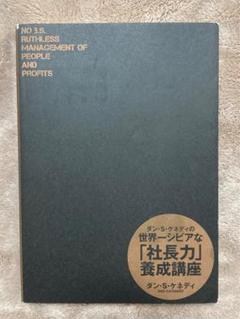 NO B.S.
RUTHLESS
MANAGEMENT OF
PEOPLE
AND
PROFITS
ダン・S・ケネディの
世界一シビアな
「社長力」
養成講座
ダン・S・ケネディ